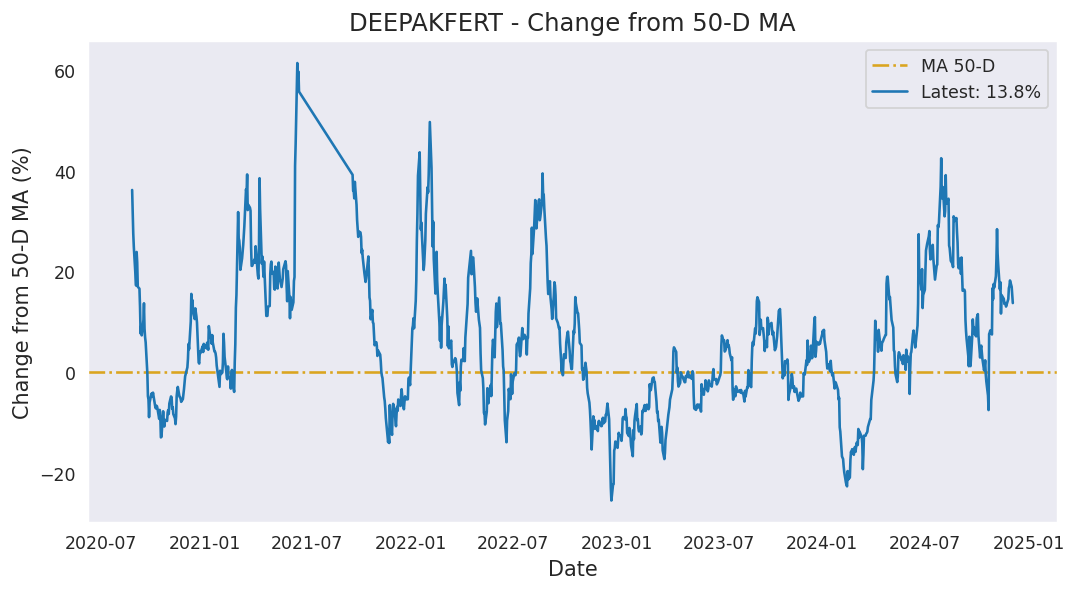 DEEPAKFERT - Change from 50-D MA
MA 50-D
Latest: 13.8%
Change from 50-D MA (%)
60
40
20
0
−20
2020-07 2021-01 2021-07 2022-01 2022-07 2023-01 2023-07 2024-01 2024-07 2025-01
Date